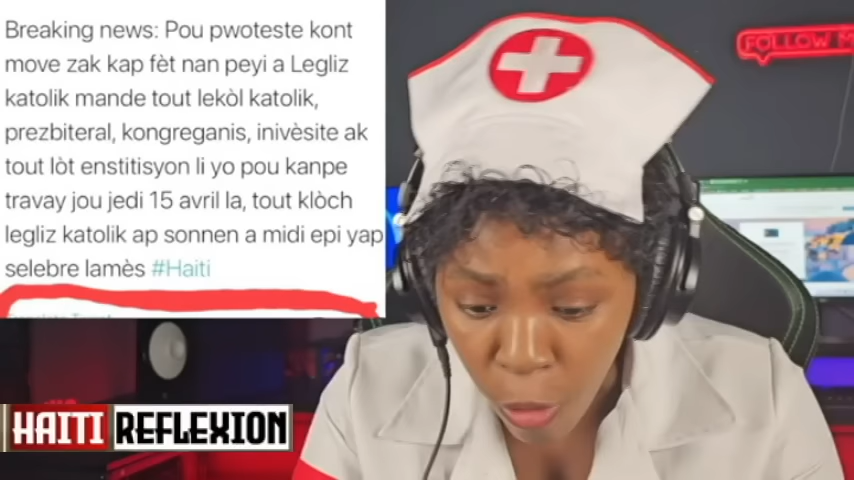 Breaking news: Pou pwoteste kont
move zak kap fèt nan peyi a Legliz
katolik mande tout lekòl katolik,
prezbiteral, kongreganis, inivèsite ak
tout lòt enstitisyon li yo pou kanpe
travay jou jedi 15 avril la, tout klòch
legliz katolik ap sonnen a midi epi yap
selebre lamès #Haiti
FOLLOW M
HAITI REFLEXION